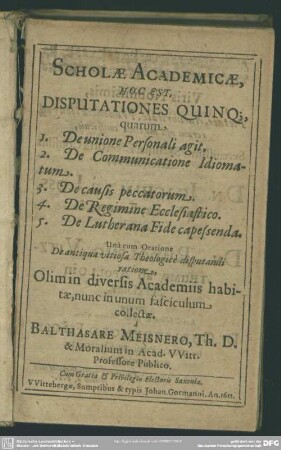 SCHOLÆ ACADEMICÆ,
HOC EST,
DISPUTATIONES QUINQ;,
quarum
1. De unione Personali agit.
2. De Communicatione Idioma-
tum.
3. De causis peccatorum.
4. De Regimine Ecclesiastico.
5. De Lutherana Fide capessenda.
Unà cum Oratione
De antiqua vitiosa Theologicè disputandi
ratione,
Olim in diversis Academiis habi-
tæ, nunc in unum fasciculum
collectæ.
à
BALTHASARE MEISNERO, Th. D.
& Moralium in Acad. VVitt.
Professore Publico.
Cum Gratia & Privilegio Electoris Saxoniæ.
VVittebergæ, Sumptibus & typis Johan. Gormanni, An. 1611.
DFG